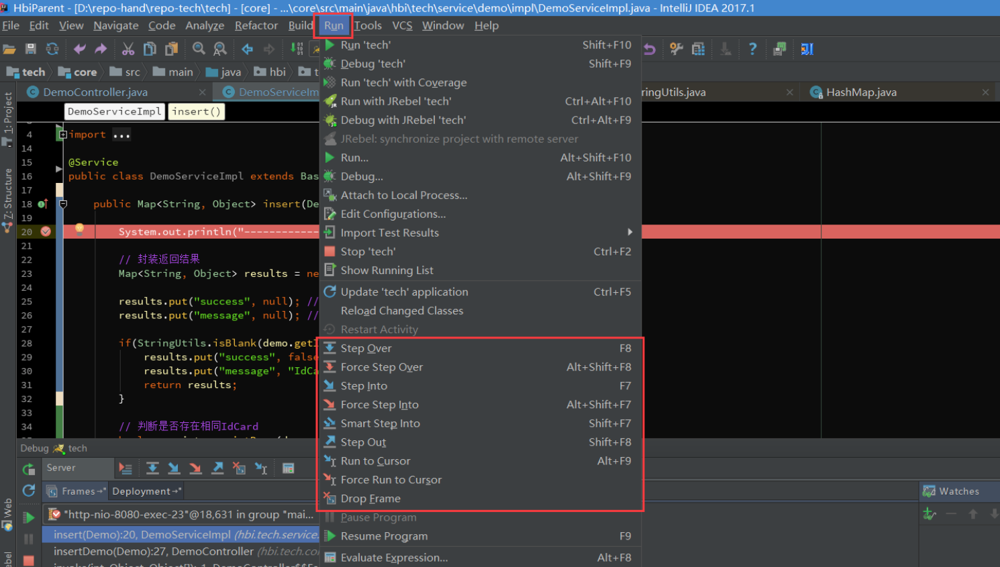 HbiParent - [D:\repo-hand\repo-tech\tech] - [core] - ...\core\src\main\java\hbi\tech\service\demo\impl\DemoServiceImpl.java - IntelliJ IDEA 2017.1
File Edit View Navigate Code Analyze Refactor Build Run Tools VCS Window Help
tech core src main java hbi
DemoController.java
DemoServiceIm
ringUtils.java
HashMap.java
DemoServiceImpl insert()
1: Project
Z: Structure
Web
4 import ...
14
15 @Service
16 public class DemoServiceImpl extends Bas
17
18 public Map<String, Object> insert(De
19
20 System.out.println("------------
21
22 // 封装返回结果
23 Map<String, Object> results = ne
24
25 results.put("success", null); //
26 results.put("message", null); //
27
28 if(StringUtils.isBlank(demo.getI
29 results.put("success", false
30 results.put("message", "IdCa
31 return results;
32 }
33
34 // 判断是否存在相同IdCard
Run 'tech' Shift+F10
Debug 'tech' Shift+F9
Run 'tech' with Coverage
Run with JRebel 'tech' Ctrl+Alt+F10
Debug with JRebel 'tech' Ctrl+Alt+F9
JRebel: synchronize project with remote server
Run... Alt+Shift+F10
Debug... Alt+Shift+F9
Attach to Local Process...
Edit Configurations...
Import Test Results
Stop 'tech' Ctrl+F2
Show Running List
Update 'tech' application Ctrl+F5
Reload Changed Classes
Restart Activity
Step Over F8
Force Step Over Alt+Shift+F8
Step Into F7
Force Step Into Alt+Shift+F7
Smart Step Into Shift+F7
Step Out Shift+F8
Run to Cursor Alt+F9
Force Run to Cursor
Drop Frame
Pause Program
Resume Program F9
Evaluate Expression... Alt+F8
Debug tech
Server
Frames Deployment
Watches
"http-nio-8080-exec-23"@18,631 in group "mai...
insert(Demo):20, DemoServiceImpl (hbi.tech.service.
insertDemo(Demo):27, DemoController (hbi.tech.co